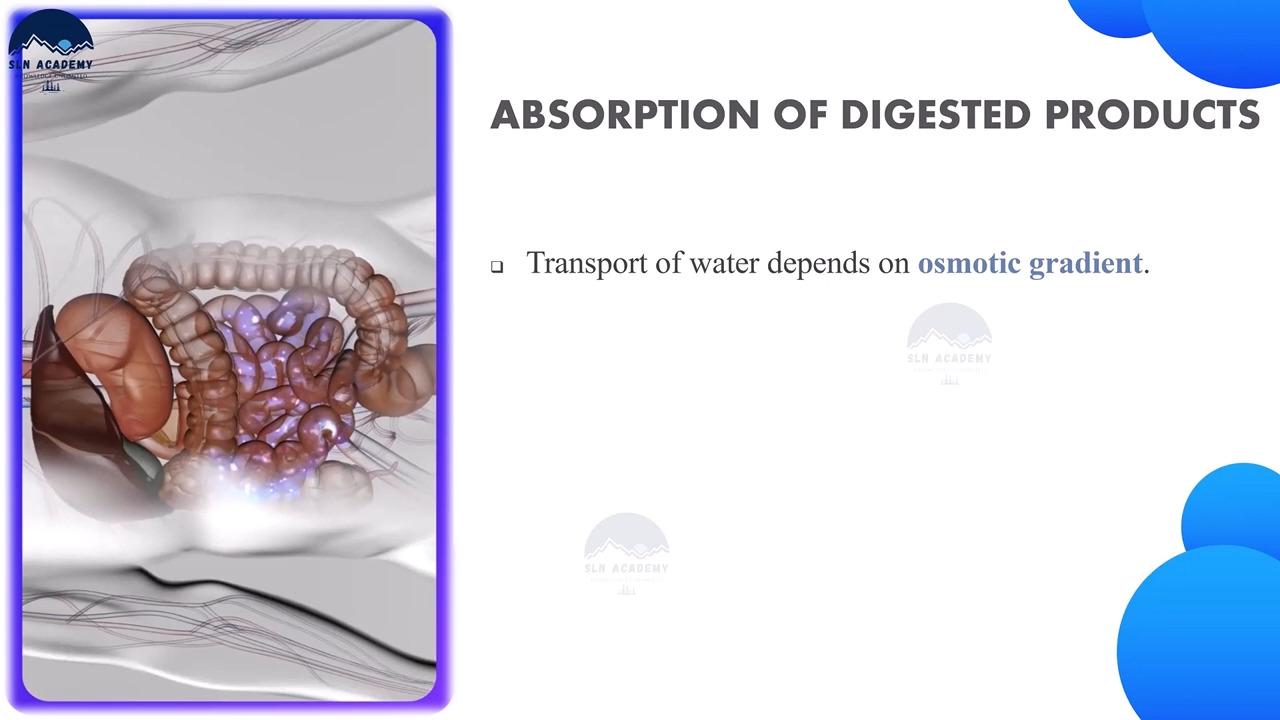 SLN ACADEMY
ABSORPTION OF DIGESTED PRODUCTS
❑ Transport of water depends on osmotic gradient.
SLN ACADEMY
SLN ACADEMY